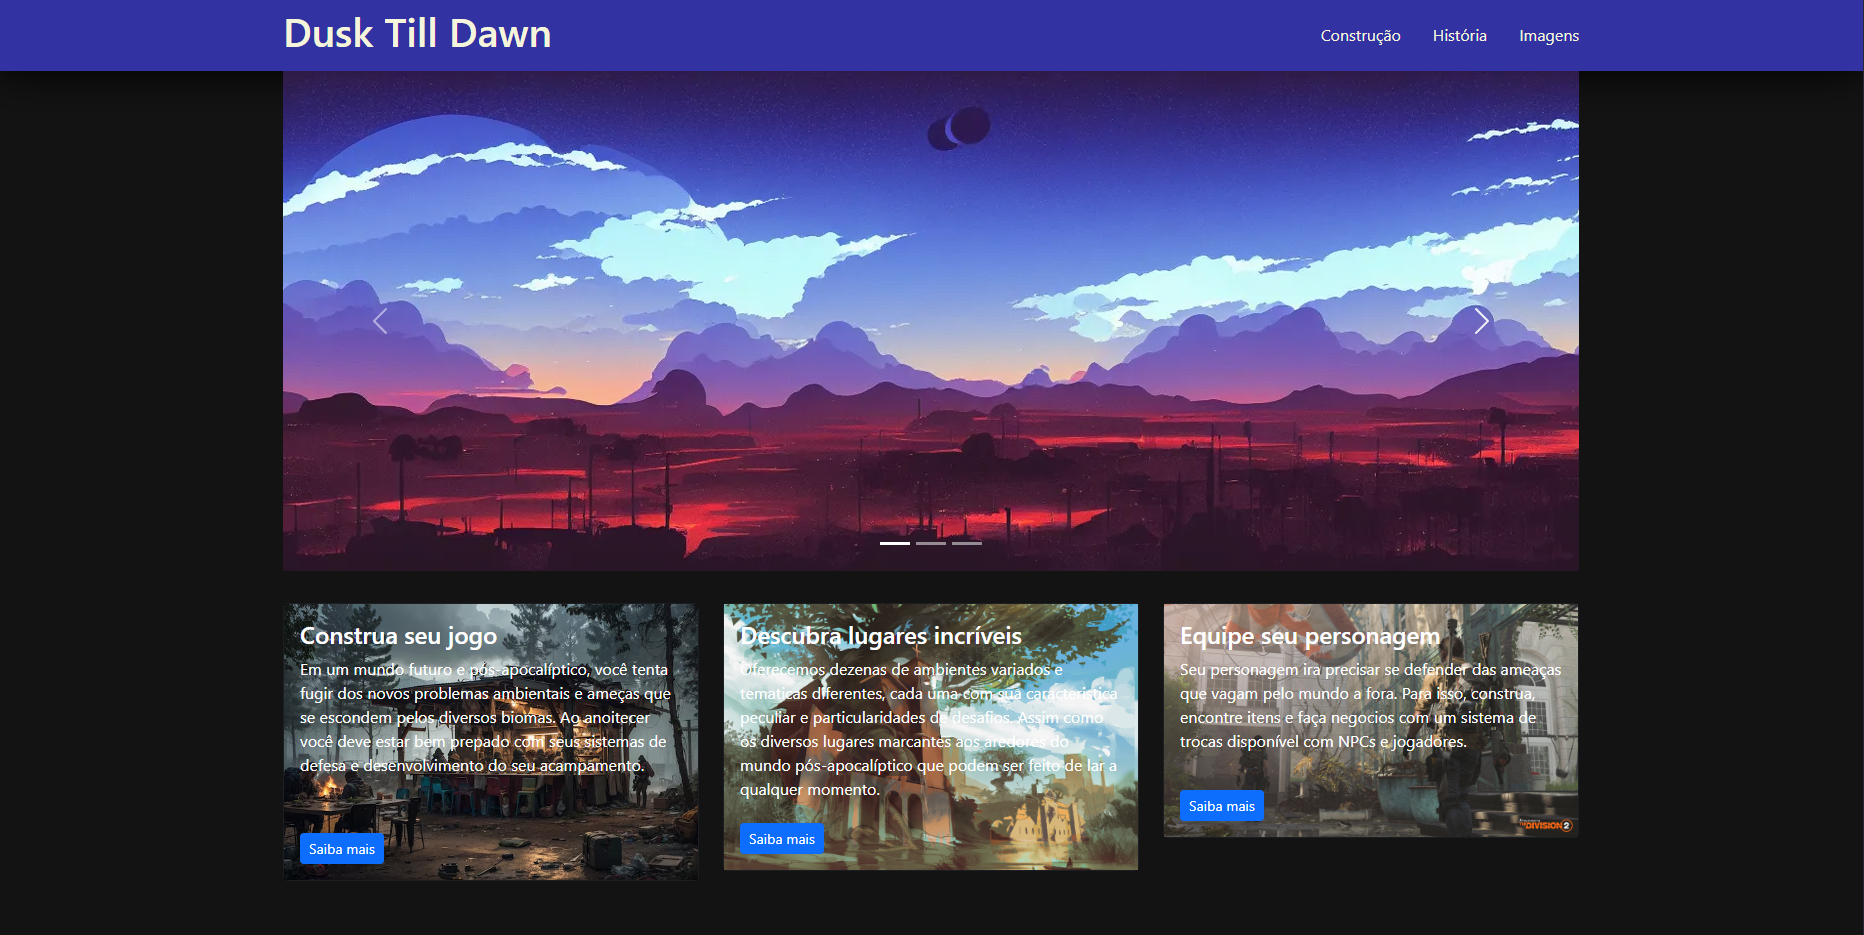 Dusk Till Dawn
Construção História Imagens
Construa seu jogo
Em um mundo futuro e pós-apocalíptico, você tenta
fugir dos novos problemas ambientais e ameças que
se escondem pelos diversos biomas. Ao anoitecer
você deve estar bem prepado com seus sistemas de
defesa e desenvolvimento do seu acampamento.
Saiba mais
Descubra lugares incríveis
Oferecemos dezenas de ambientes variados e
tematicas diferentes, cada uma com sua caracteristica
peculiar e particularidades de desafios. Assim como
os diversos lugares marcantes aos aredores do
mundo pós-apocalíptico que podem ser feito de lar a
qualquer momento.
Saiba mais
Equipe seu personagem
Seu personagem ira precisar se defender das ameaças
que vagam pelo mundo a fora. Para isso, construa,
encontre itens e faça negocios com um sistema de
trocas disponível com NPCs e jogadores.
Saiba mais
THE DIVISION 2